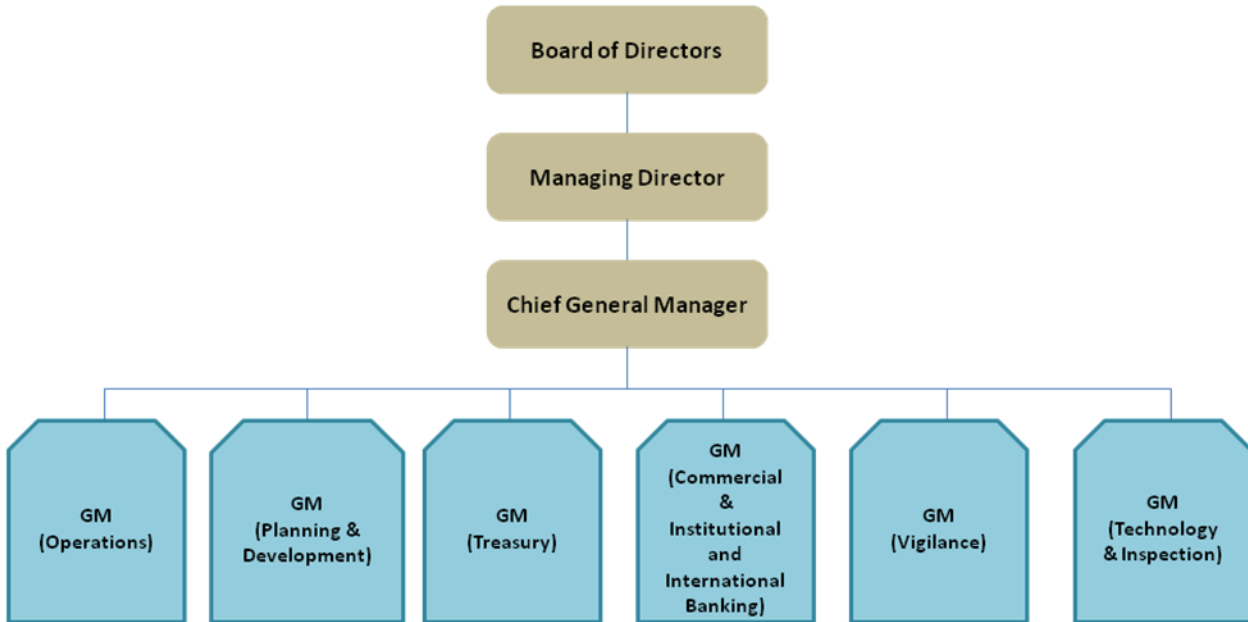 Board of Directors
Managing Director
Chief General Manager
GM
(Operations)
GM
(Planning &
Development)
GM
(Treasury)
GM
(Commercial
&
Institutional
and
International
Banking)
GM
(Vigilance)
GM
(Technology
& Inspection)